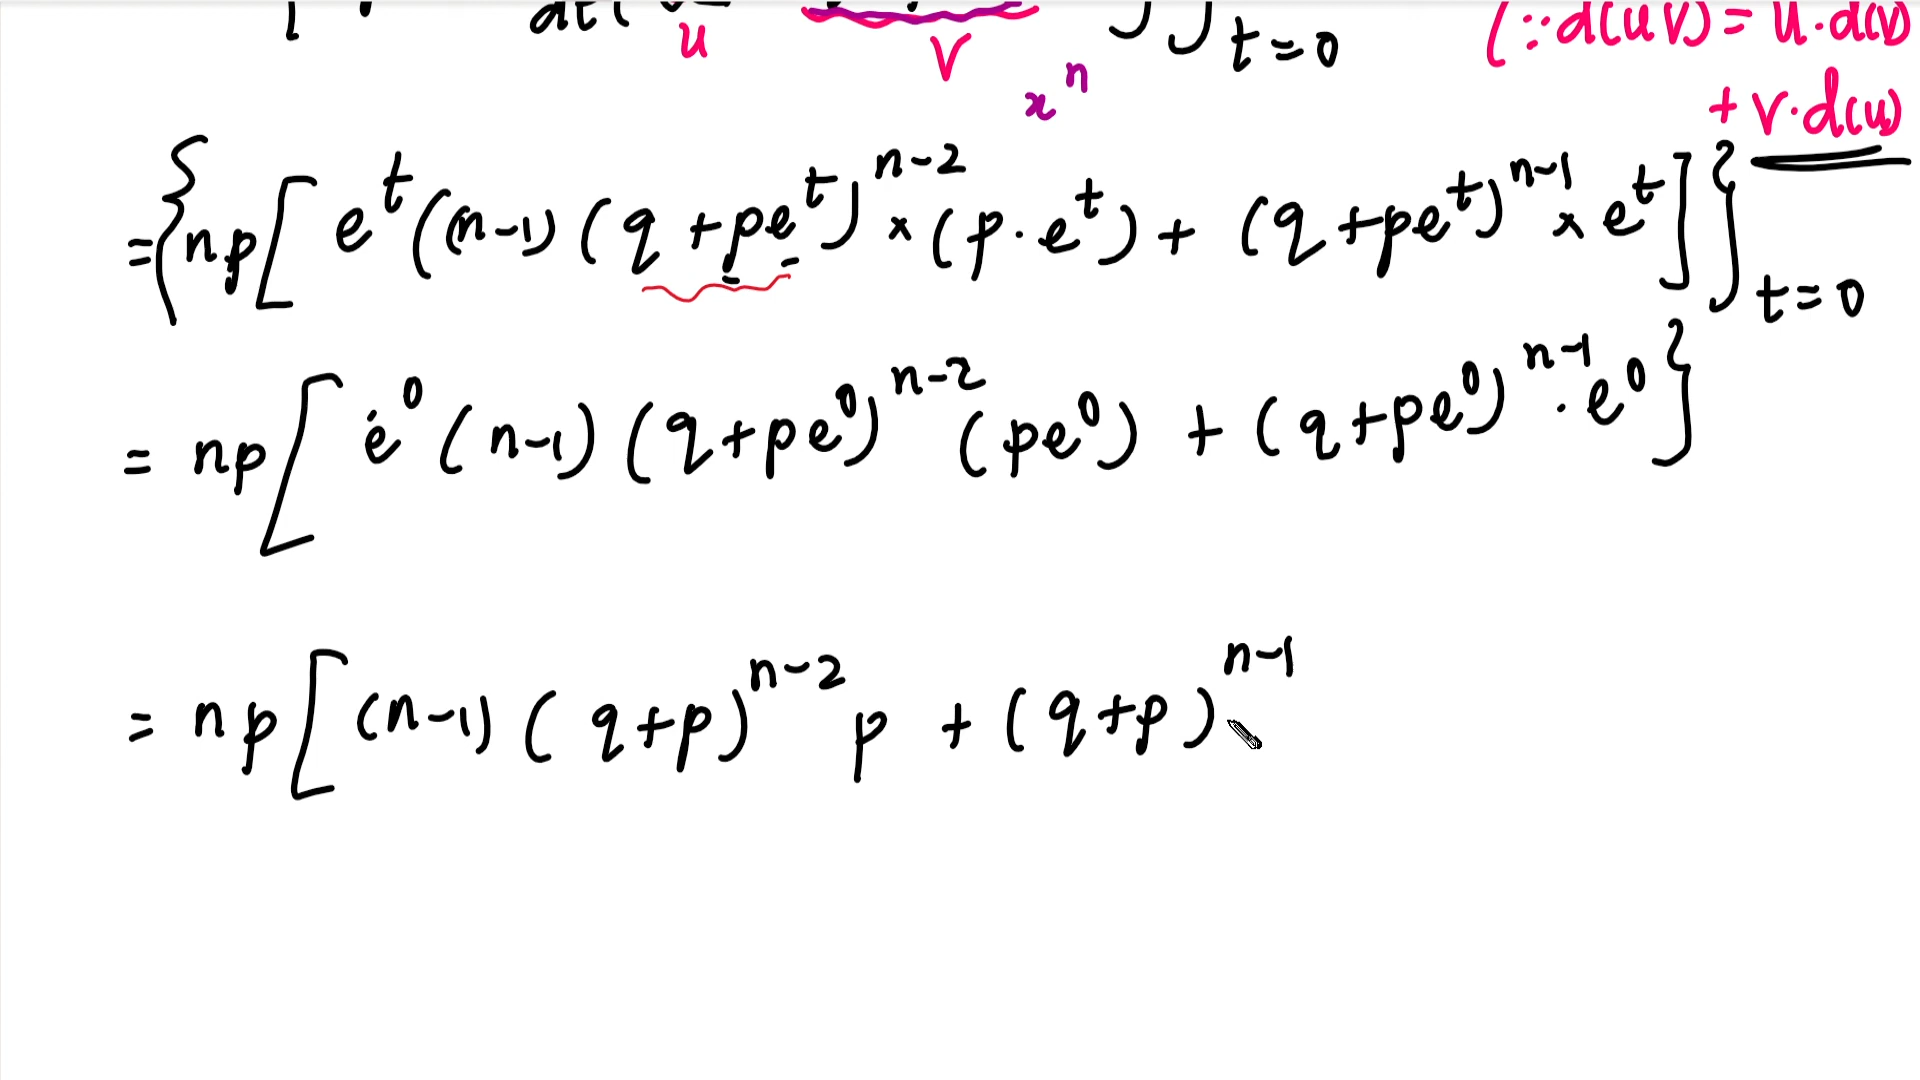 u V t=0 (∵d(uv)=u·d(v)
xⁿ + v·d(u)
={np[e^t((n-1)(q+pe^t)^{n-2} × (p·e^t) + (q+pe^t)^{n-1} × e^t]}_{t=0}
= np[e^0(n-1)(q+pe^0)^{n-2}(pe^0) + (q+pe^0)^{n-1}·e^0}
= np[(n-1)(q+p)^{n-2} p + (q+p)^{n-1}